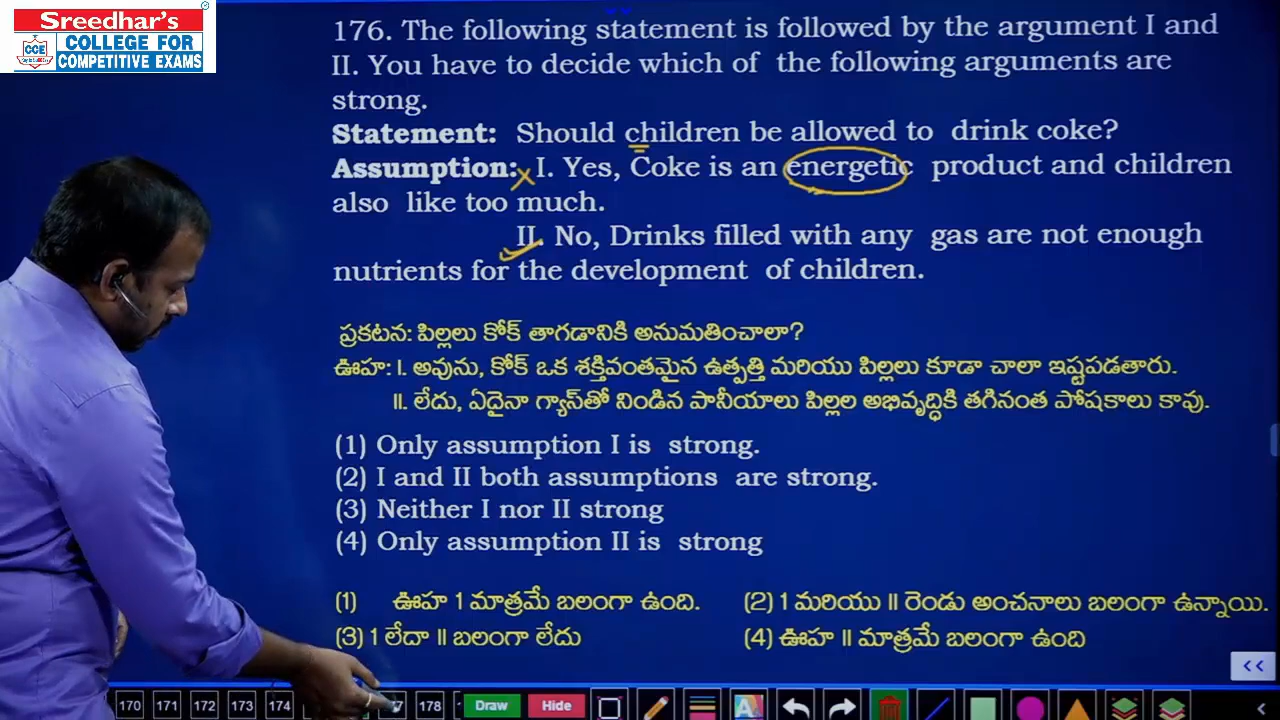 Sreedhar's
CCE
COLLEGE FOR
COMPETITIVE EXAMS
176. The following statement is followed by the argument I and
II. You have to decide which of the following arguments are
strong.
Statement: Should children be allowed to drink coke?
Assumption: I. Yes, Coke is an energetic product and children
also like too much.
II. No, Drinks filled with any gas are not enough
nutrients for the development of children.
ప్రకటన: పిల్లలు కోక్ తాగడానికి అనుమతించాలా?
ఊహ: I. అవును, కోక్ ఒక శక్తివంతమైన ఉత్పత్తి మరియు పిల్లలు కూడా చాలా ఇష్టపడతారు.
II. లేదు, ఏదైనా గ్యాస్‌తో నిండిన పానీయాలు పిల్లల అభివృద్ధికి తగినంత పోషకాలు కావు.
(1) Only assumption I is strong.
(2) I and II both assumptions are strong.
(3) Neither I nor II strong
(4) Only assumption II is strong
(1) ఊహ 1 మాత్రమే బలంగా ఉంది. (2) 1 మరియు II రెండు అంచనాలు బలంగా ఉన్నాయి.
(3) 1 లేదా II బలంగా లేదు (4) ఊహ II మాత్రమే బలంగా ఉంది
<<
170 171 172 173 174 178 Draw Hide A <